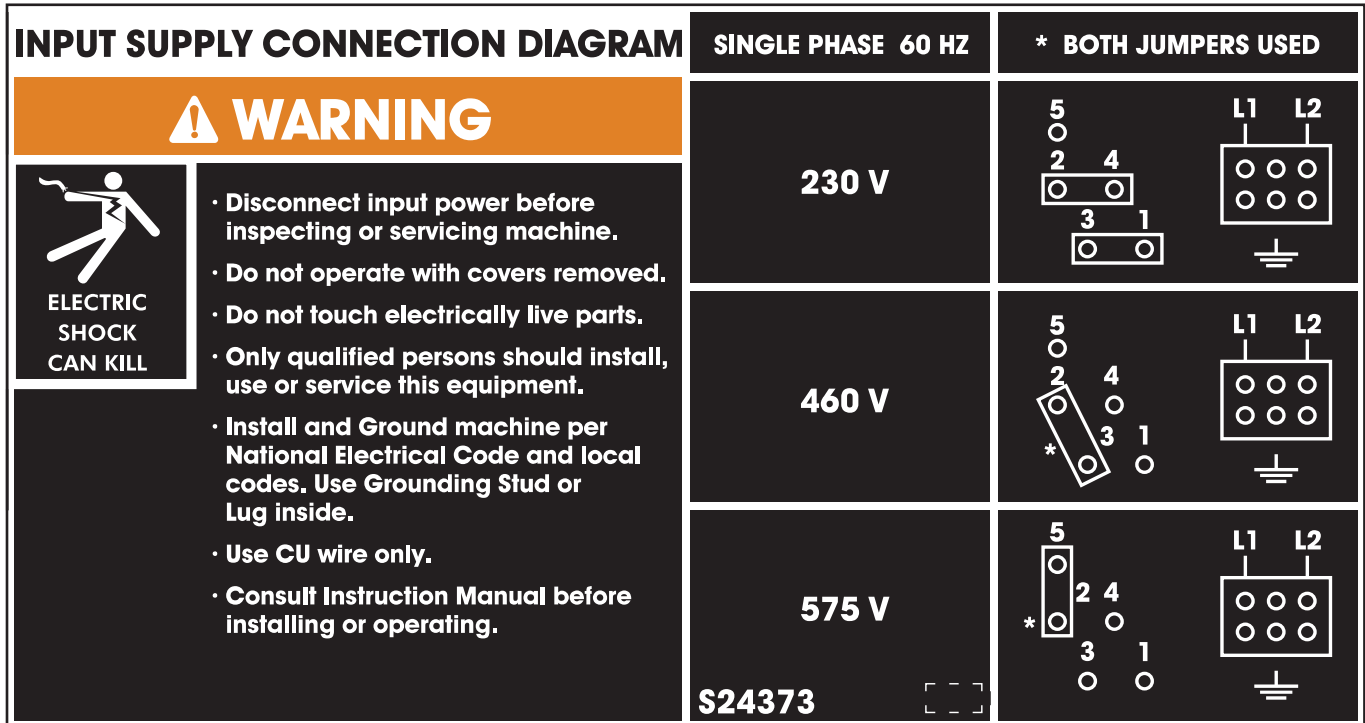 INPUT SUPPLY CONNECTION DIAGRAM
SINGLE PHASE 60 HZ
* BOTH JUMPERS USED
WARNING
ELECTRIC
SHOCK
CAN KILL
· Disconnect input power before
inspecting or servicing machine.
· Do not operate with covers removed.
· Do not touch electrically live parts.
· Only qualified persons should install,
use or service this equipment.
· Install and Ground machine per
National Electrical Code and local
codes. Use Grounding Stud or
Lug inside.
· Use CU wire only.
· Consult Instruction Manual before
installing or operating.
230 V
5
2 4
3 1
L1 L2
460 V
5
2 4
* 3 1
L1 L2
575 V
5
2 4
*
3 1
L1 L2
S24373